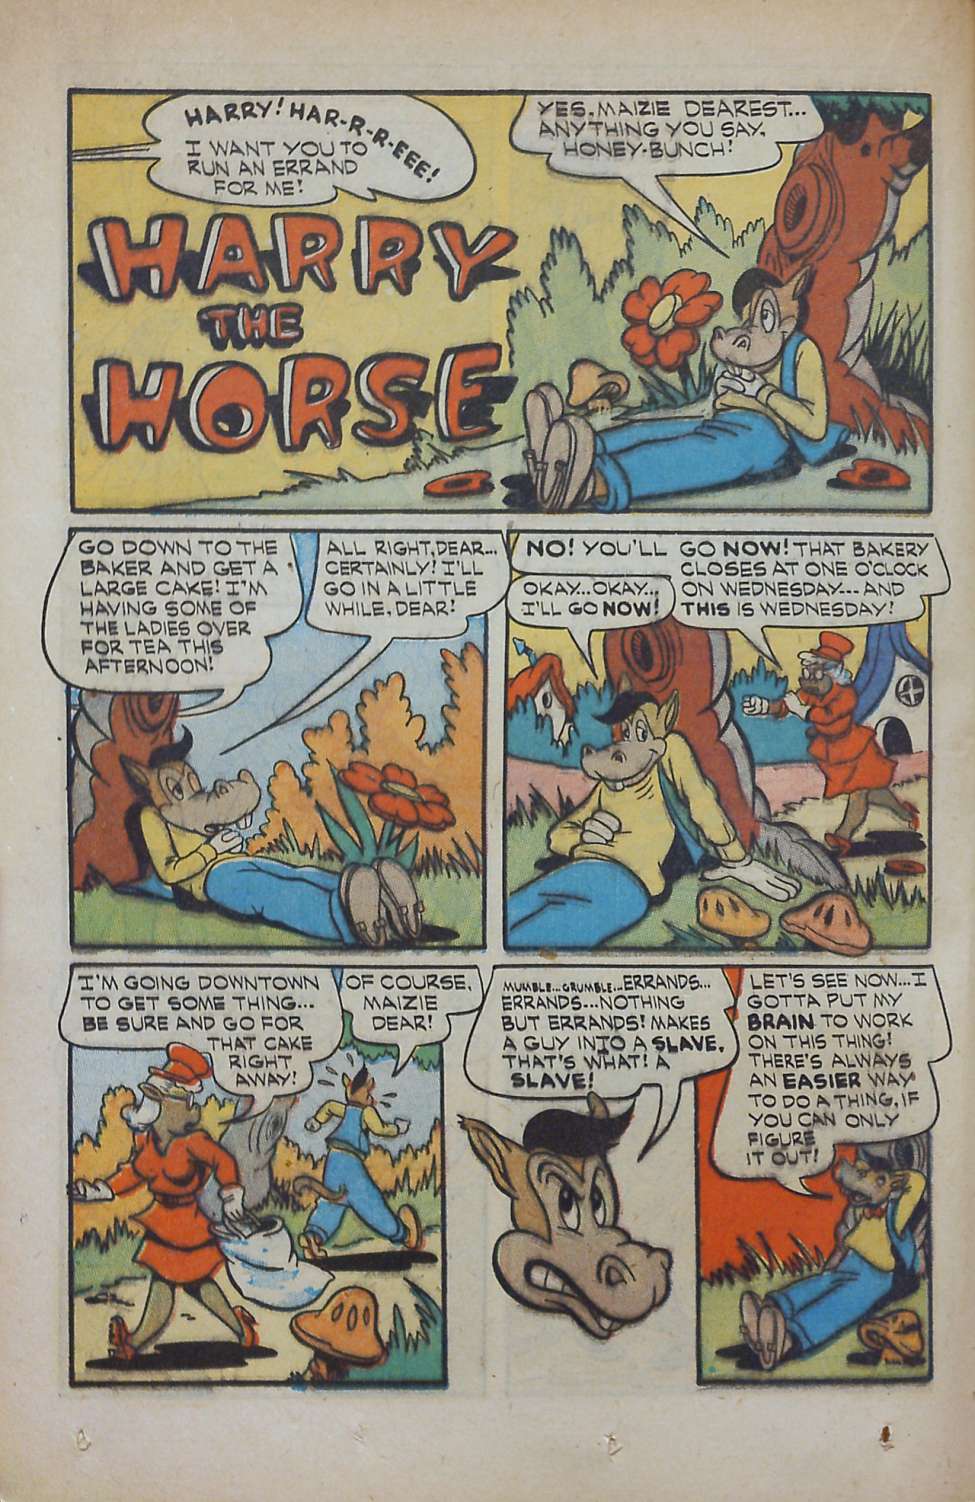 HARRY! HAR-R-R-EEE!
I WANT YOU TO
RUN AN ERRAND
FOR ME!
YES, MAIZIE DEAREST...
ANYTHING YOU SAY,
HONEY-BUNCH!
HARRY
THE
HORSE
GO DOWN TO THE
BAKER AND GET A
LARGE CAKE! I'M
HAVING SOME OF
THE LADIES OVER
FOR TEA THIS
AFTERNOON!
ALL RIGHT, DEAR...
CERTAINLY! I'LL
GO IN A LITTLE
WHILE, DEAR!
NO! YOU'LL GO NOW! THAT BAKERY
CLOSES AT ONE O'CLOCK
ON WEDNESDAY---AND
THIS IS WEDNESDAY!
OKAY...OKAY...
I'LL GO NOW!
I'M GOING DOWNTOWN
TO GET SOME THING...
BE SURE AND GO FOR
THAT CAKE
RIGHT
AWAY!
OF COURSE,
MAIZIE
DEAR!
MUMBLE...GRUMBLE...ERRANDS...
ERRANDS...NOTHING
BUT ERRANDS! MAKES
A GUY INTO A SLAVE,
THAT'S WHAT! A
SLAVE!
LET'S SEE NOW...I
GOTTA PUT MY
BRAIN TO WORK
ON THIS THING!
THERE'S ALWAYS
AN EASIER WAY
TO DO A THING, IF
YOU CAN ONLY
FIGURE
IT OUT!